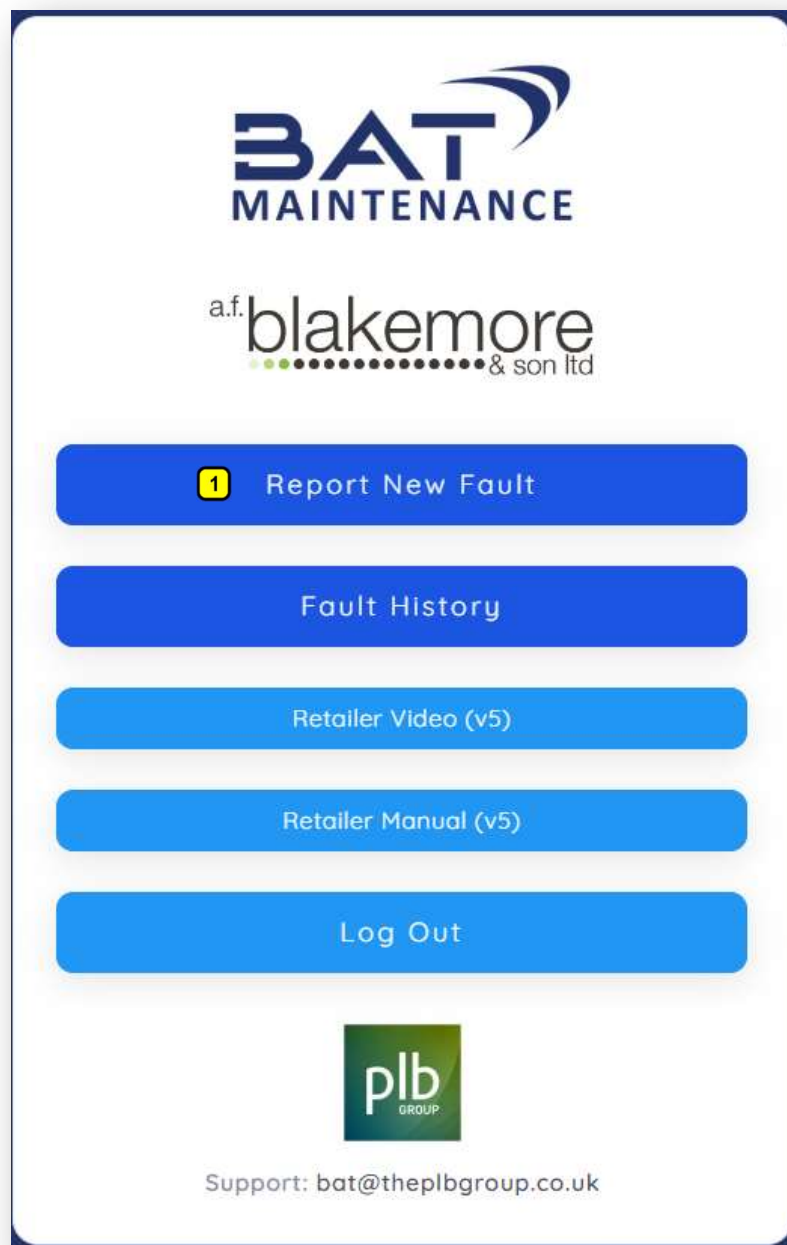 BAT
MAINTENANCE
a.f. blakemore
& son ltd
1 Report New Fault
Fault History
Retailer Video (v5)
Retailer Manual (v5)
Log Out
plb
GROUP
Support: bat@theplbgroup.co.uk